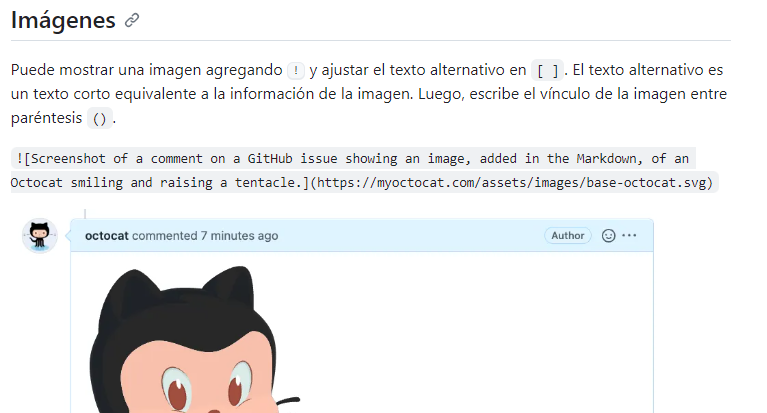 Imágenes
Puede mostrar una imagen agregando ! y ajustar el texto alternativo en [ ]. El texto alternativo es
un texto corto equivalente a la información de la imagen. Luego, escribe el vínculo de la imagen entre
paréntesis ().
![Screenshot of a comment on a GitHub issue showing an image, added in the Markdown, of an
Octocat smiling and raising a tentacle.](https://myoctocat.com/assets/images/base-octocat.svg)
octocat commented 7 minutes ago Author